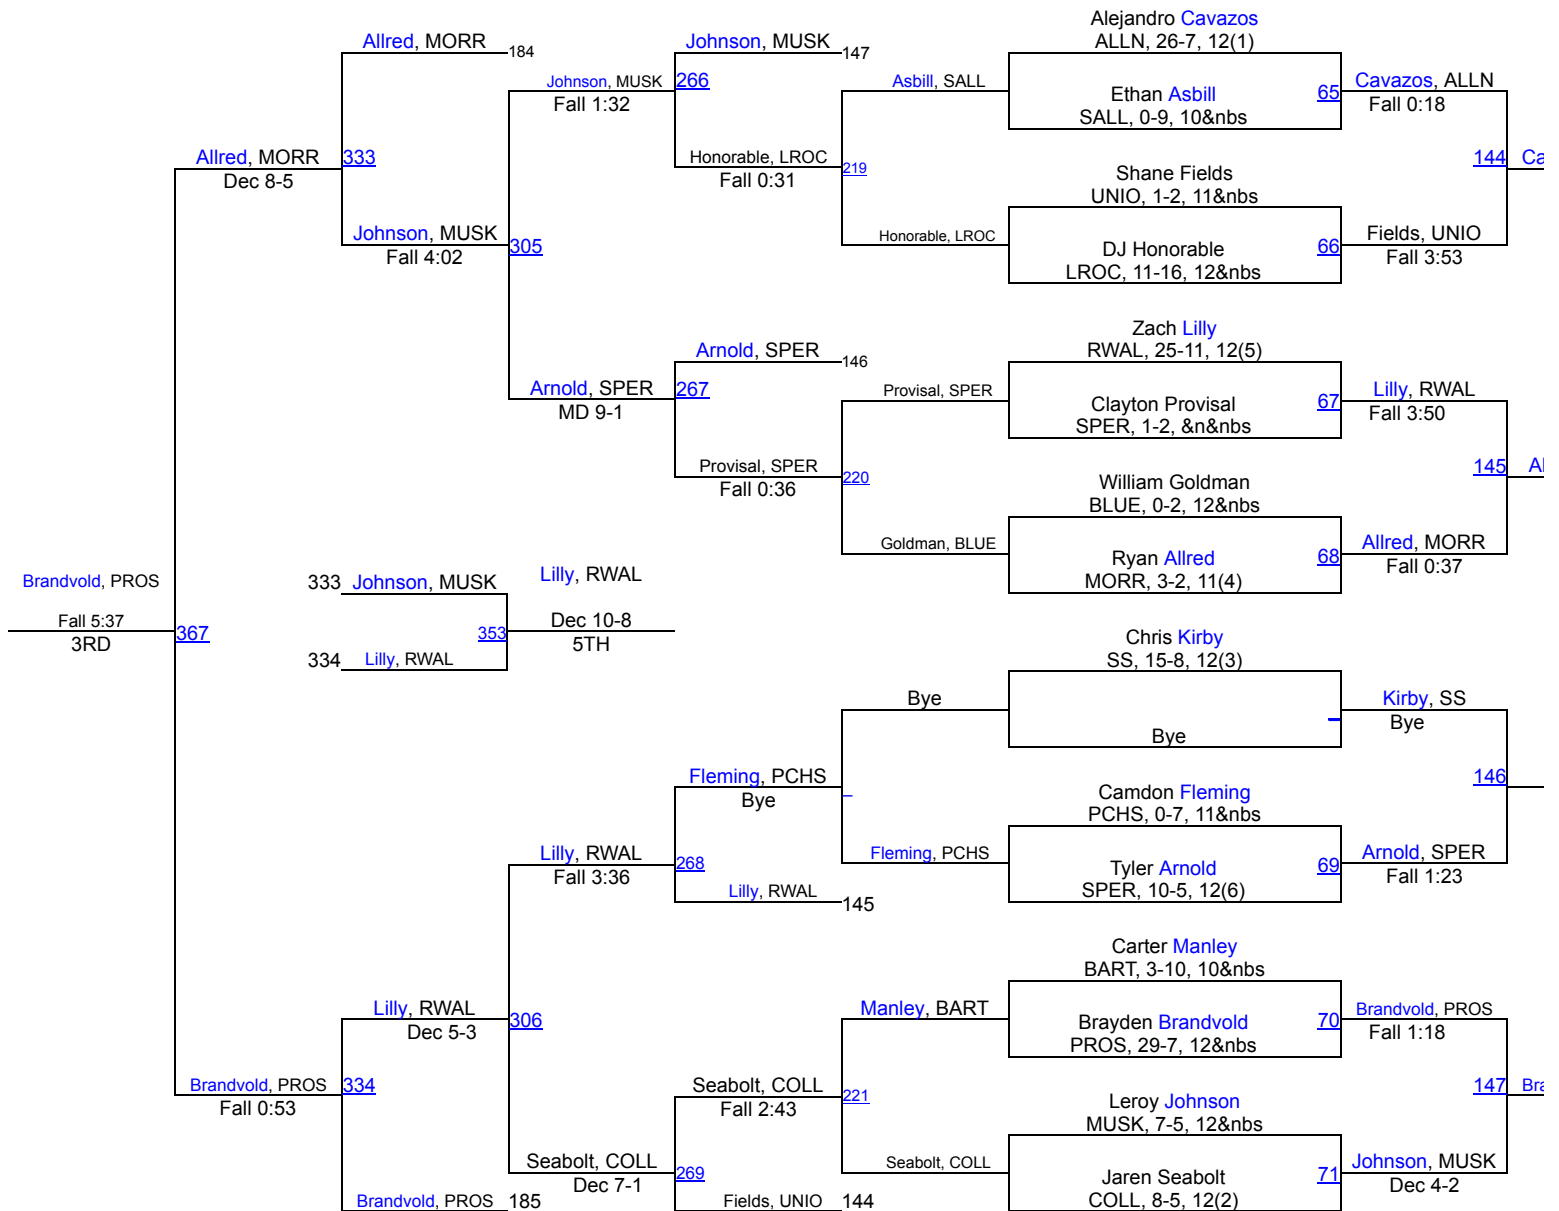 Alejandro Cavazos
Allred, MORR
184
Johnson, MUSK
147
ALLN, 26-7, 12(1)
Johnson, MUSK
266
Asbill, SALL
Ethan Asbill
65
Cavazos, ALLN
Fall 1:32
SALL, 0-9, 10&nbs
Fall 0:18
Allred, MORR
333
Honorable, LROC
219
144
Ca
Dec 8-5
Fall 0:31
Shane Fields
UNIO, 1-2, 11&nbs
Johnson, MUSK
305
Honorable, LROC
DJ Honorable
66
Fields, UNIO
Fall 4:02
LROC, 11-16, 12&nbs
Fall 3:53
Zach Lilly
Arnold, SPER
146
RWAL, 25-11, 12(5)
Arnold, SPER
267
Provisal, SPER
Clayton Provisal
67
Lilly, RWAL
MD 9-1
SPER, 1-2, &n&nbs
Fall 3:50
Provisal, SPER
220
145
Fall 0:36
William Goldman
BLUE, 0-2, 12&nbs
Goldman, BLUE
Ryan Allred
68
Allred, MORR
MORR, 3-2, 11(4)
Fall 0:37
Brandvold, PROS
333
Johnson, MUSK
Lilly, RWAL
Fall 5:37
367
353
Dec 10-8
3RD
5TH
334
Lilly, RWAL
Chris Kirby
SS, 15-8, 12(3)
Bye
Kirby, SS
Bye
Bye
Fleming, PCHS
146
Bye
Camdon Fleming
PCHS, 0-7, 11&nbs
Lilly, RWAL
268
Fleming, PCHS
Tyler Arnold
69
Arnold, SPER
Fall 3:36
SPER, 10-5, 12(6)
Fall 1:23
Lilly, RWAL
145
Carter Manley
BART, 3-10, 10&nbs
Lilly, RWAL
306
Manley, BART
Brayden Brandvold
70
Brandvold, PROS
Dec 5-3
PROS, 29-7, 12&nbs
Fall 1:18
Brandvold, PROS
334
Seabolt, COLL
221
147
Bra
Fall 0:53
Fall 2:43
Leroy Johnson
MUSK, 7-5, 12&nbs
Seabolt, COLL
269
Seabolt, COLL
Jaren Seabolt
71
Johnson, MUSK
Dec 7-1
COLL, 8-5, 12(2)
Dec 4-2
Brandvold, PROS
185
Fields, UNIO
144